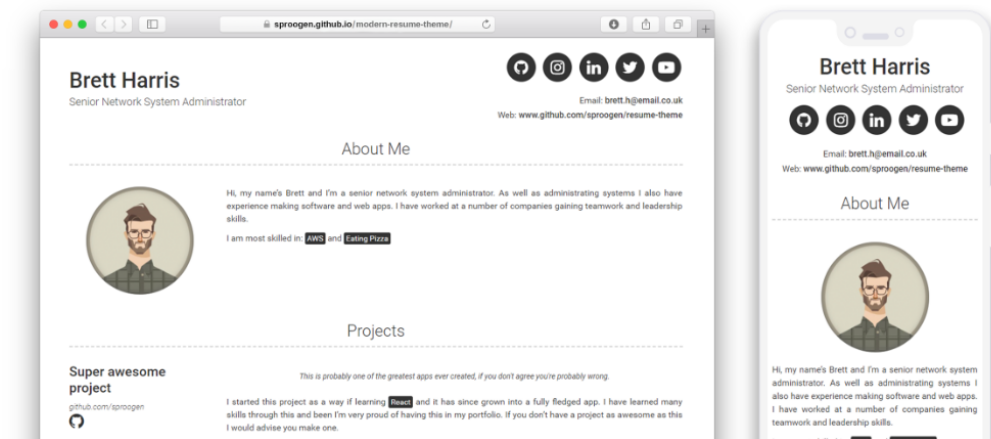 sproogen.github.io/modern-resume-theme/
Brett Harris
Senior Network System Administrator
Email: brett.h@email.co.uk
Web: www.github.com/sproogen/resume-theme
About Me
Hi, my name's Brett and I'm a senior network system administrator. As well as administrating systems I also have
experience making software and web apps. I have worked at a number of companies gaining teamwork and leadership
skills.
I am most skilled in: AWS and Eating Pizza
Projects
Super awesome
project
github.com/sproogen
This is probably one of the greatest apps ever created, if you don't agree you're probably wrong.
I started this project as a way if learning React and it has since grown into a fully fledged app. I have learned many
skills through this and been I'm very proud of having this in my portfolio. If you don't have a project as awesome as this
I would advise you make one.
Brett Harris
Senior Network System Administrator
Email: brett.h@email.co.uk
Web: www.github.com/sproogen/resume-theme
About Me
Hi, my name's Brett and I'm a senior network system
administrator. As well as administrating systems I
also have experience making software and web apps.
I have worked at a number of companies gaining
teamwork and leadership skills.